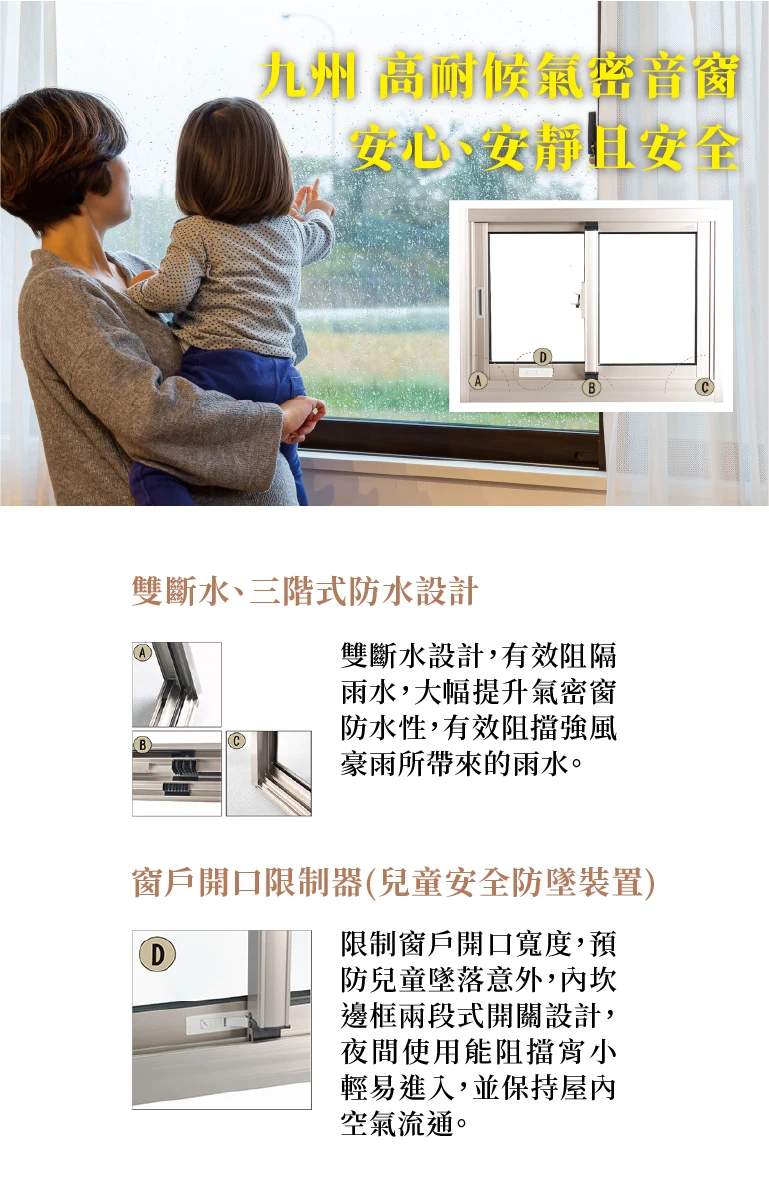 九州 高耐候氣密音窗
安心、安靜且安全
D
A
B
C
雙斷水、三階式防水設計
A
B
C
雙斷水設計,有效阻隔
雨水,大幅提升氣密窗
防水性,有效阻擋強風
豪雨所帶來的雨水。
窗戶開口限制器(兒童安全防墜裝置)
D
限制窗戶開口寬度,預
防兒童墜落意外,內坎
邊框兩段式開關設計,
夜間使用能阻擋宵小
輕易進入,並保持屋內
空氣流通。